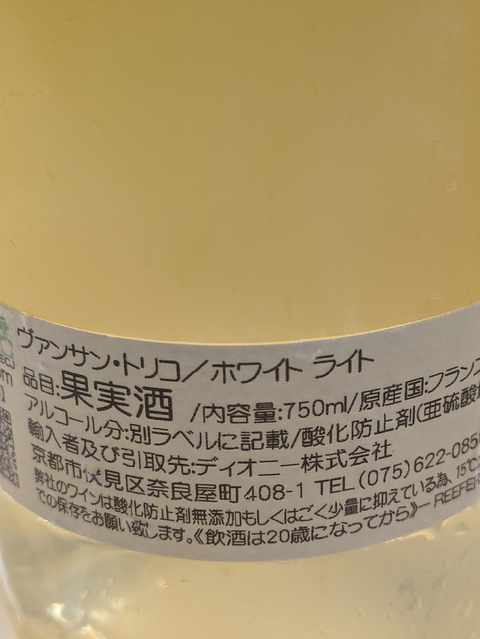 ヴァンサン・トリコ/ホワイト ライト
品目:果実酒 /内容量:750ml/原産国:フランス
アルコール分:別ラベルに記載/酸化防止剤(亜硫酸
輸入者及び引取先:ディオニー株式会社
京都市伏見区奈良屋町408-1 TEL(075)622-085
弊社のワインは酸化防止剤無添加もしくはごく少量に抑えている為、15℃
での保存をお願い致します。《飲酒は20歳になってから》― REEFER